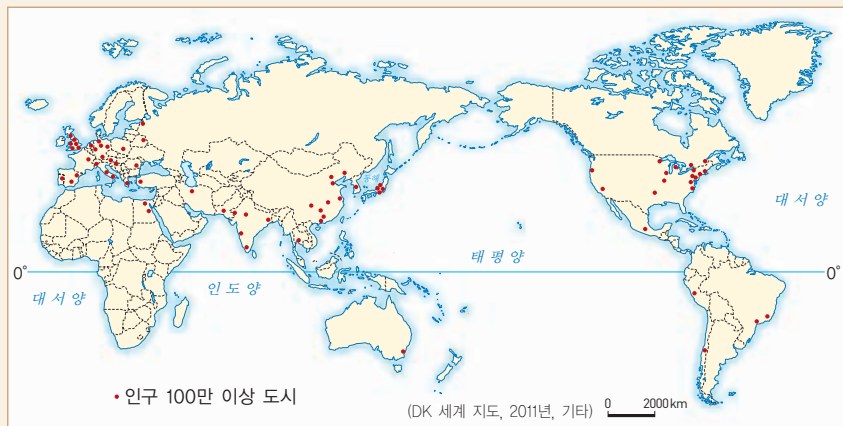 동해
대서양
태평양
0°
0°
대서양
인도양
• 인구 100만 이상 도시
(DK 세계 지도, 2011년, 기타)
0 2000km